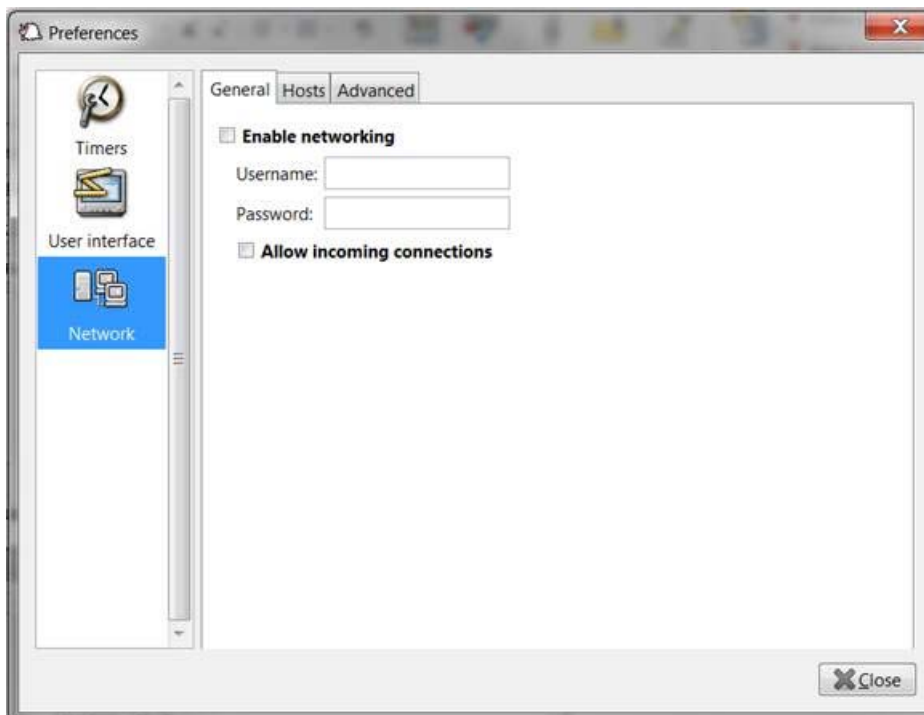 Preferences
Timers
User interface
Network
General Hosts Advanced
Enable networking
Username:
Password:
Allow incoming connections
Close